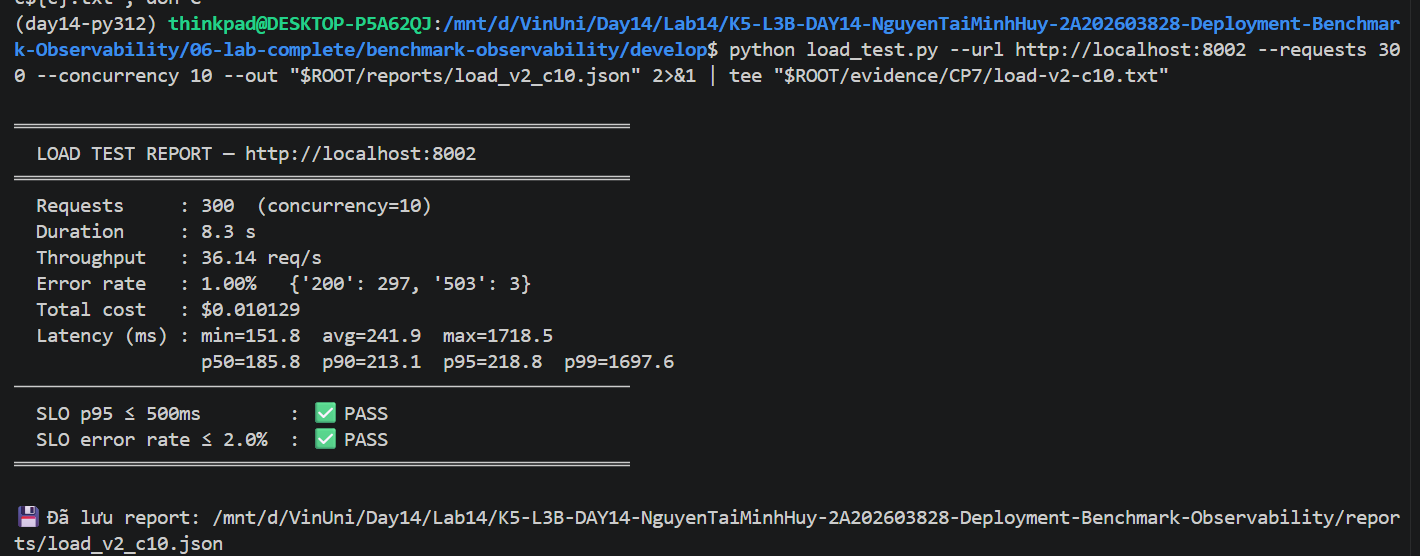 (day14-py312) thinkpad@DESKTOP-P5A62QJ:/mnt/d/VinUni/Day14/Lab14/K5-L3B-DAY14-NguyenTaiMinhHuy-2A202603828-Deployment-Benchmar
k-Observability/06-lab-complete/benchmark-observability/develop$ python load_test.py --url http://localhost:8002 --requests 30
0 --concurrency 10 --out "$ROOT/reports/load_v2_c10.json" 2>&1 | tee "$ROOT/evidence/CP7/load-v2-c10.txt"
LOAD TEST REPORT — http://localhost:8002
Requests : 300 (concurrency=10)
Duration : 8.3 s
Throughput : 36.14 req/s
Error rate : 1.00% {'200': 297, '503': 3}
Total cost : $0.010129
Latency (ms) : min=151.8 avg=241.9 max=1718.5
p50=185.8 p90=213.1 p95=218.8 p99=1697.6
SLO p95 ≤ 500ms : ✅ PASS
SLO error rate ≤ 2.0% : ✅ PASS
💾 Đã lưu report: /mnt/d/VinUni/Day14/Lab14/K5-L3B-DAY14-NguyenTaiMinhHuy-2A202603828-Deployment-Benchmark-Observability/repor
ts/load_v2_c10.json